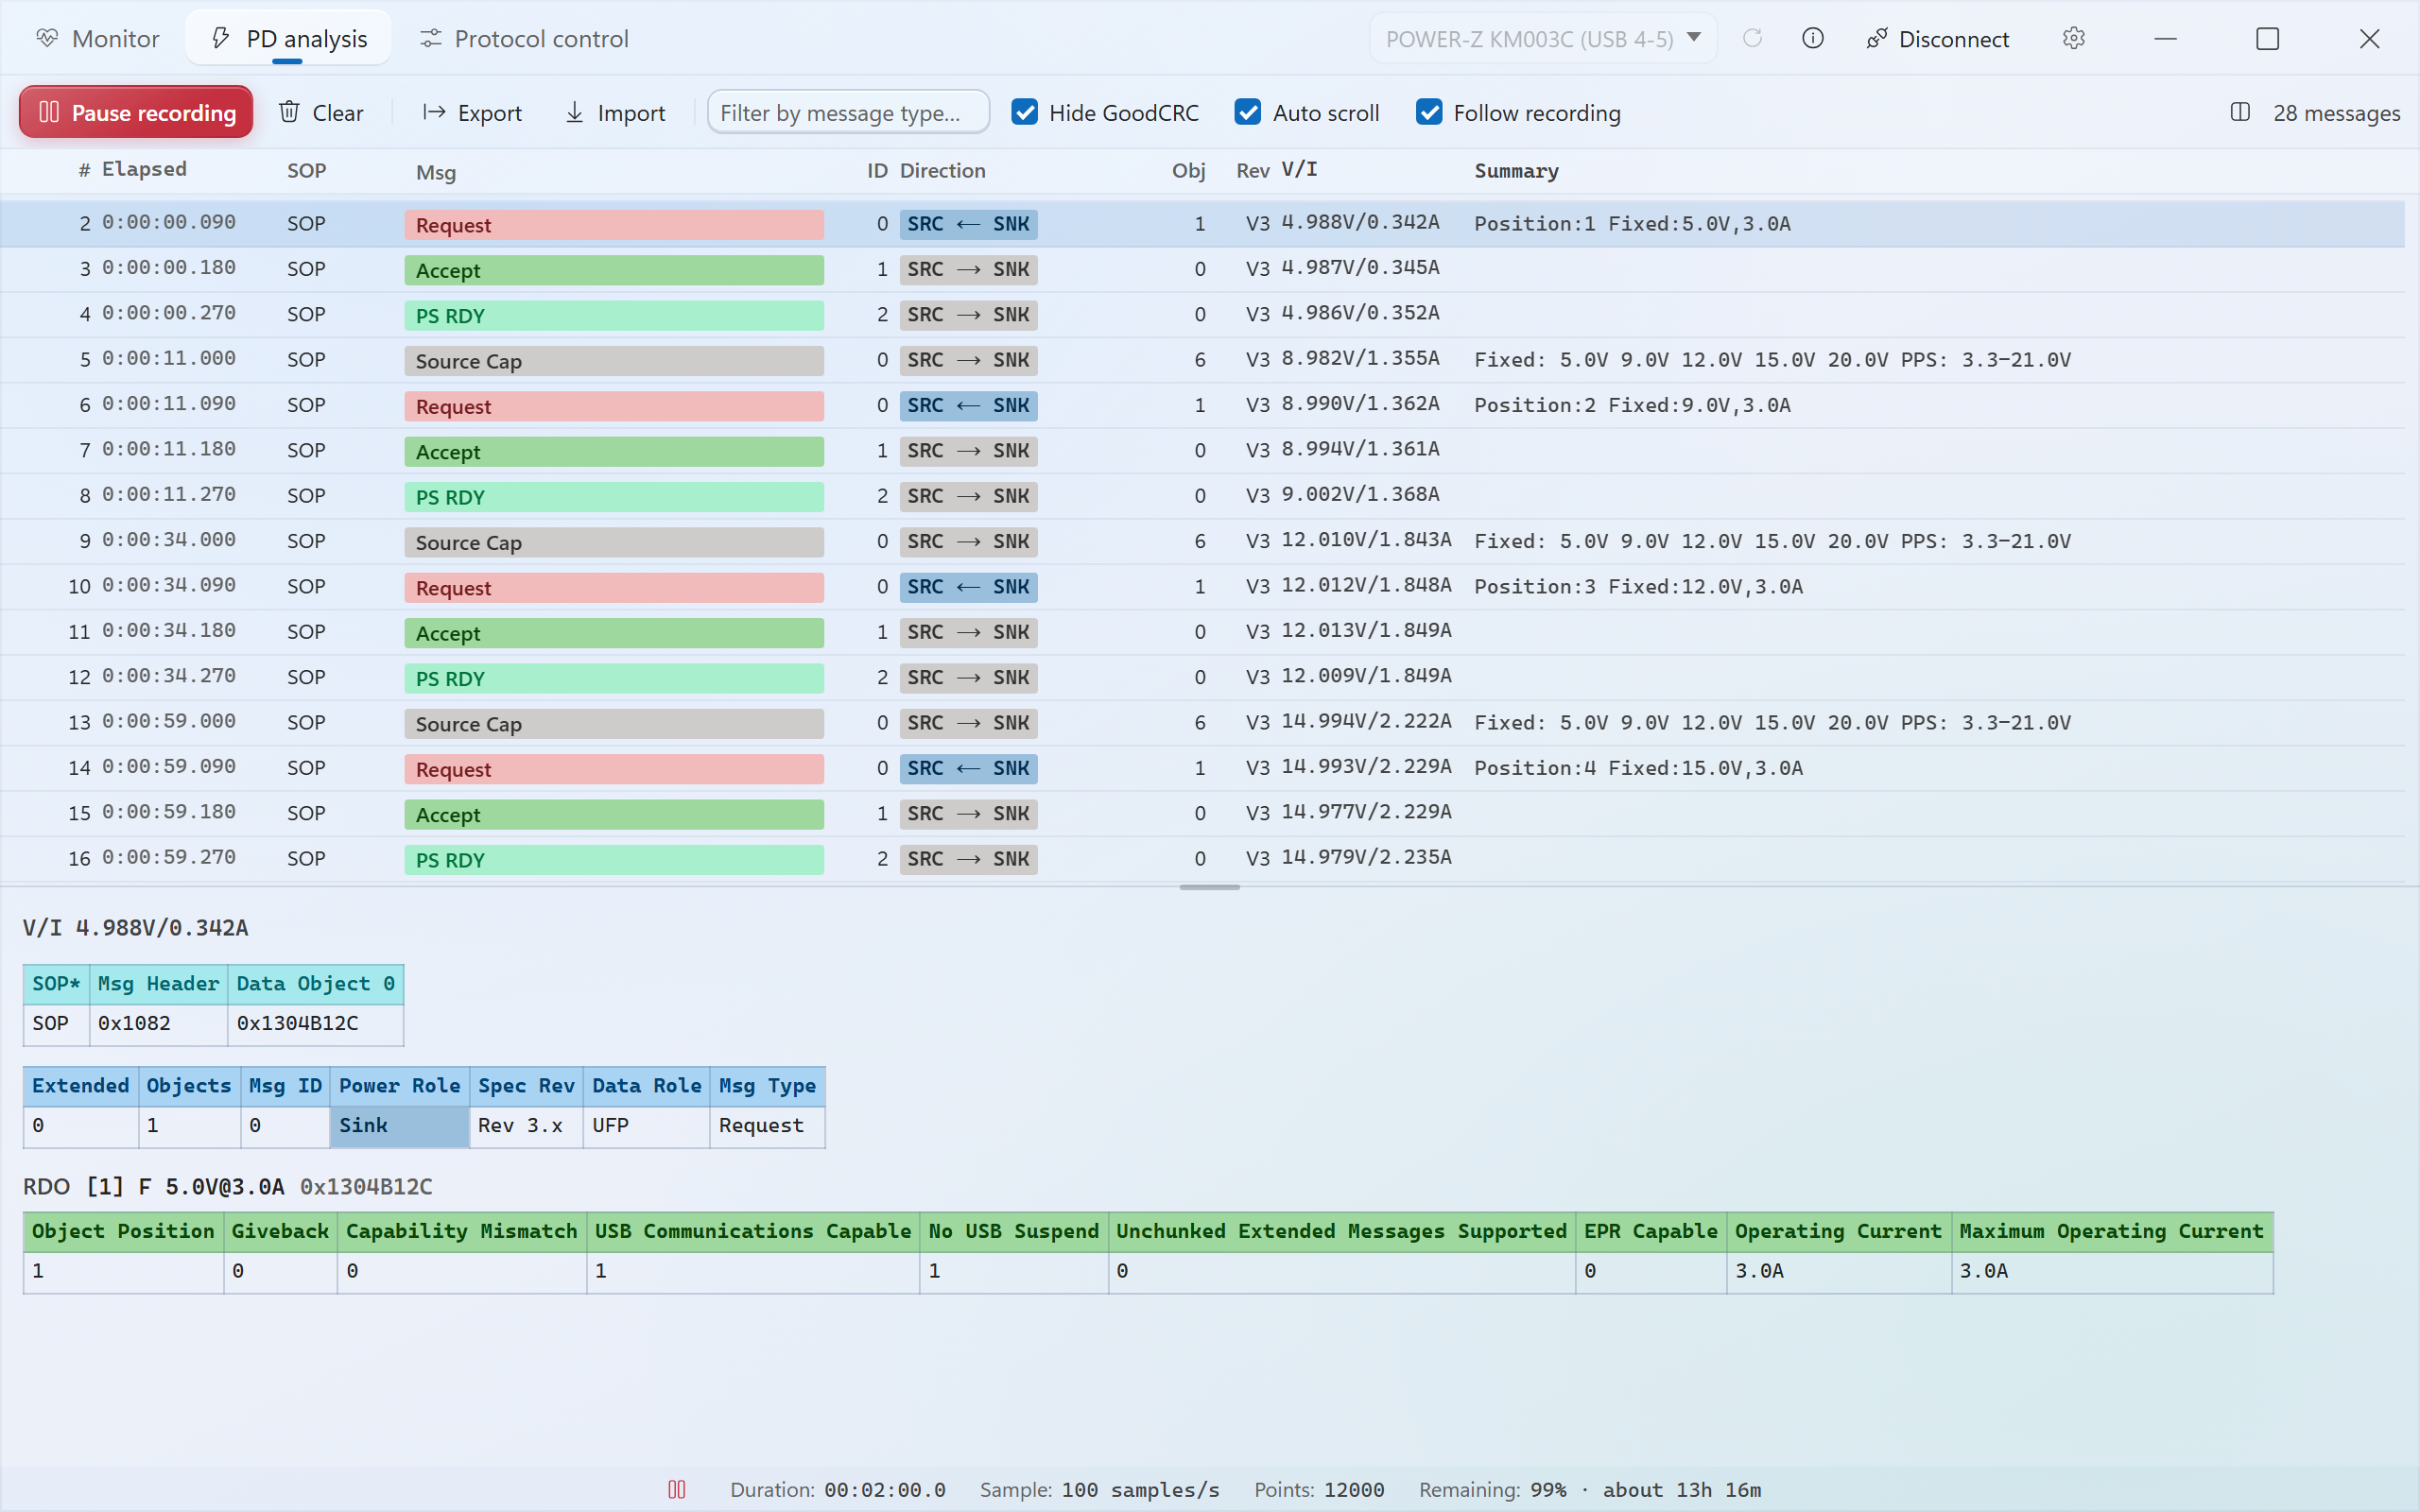 Monitor PD analysis Protocol control POWER-Z KM003C (USB 4-5) Disconnect
Pause recording Clear Export Import Filter by message type... Hide GoodCRC Auto scroll Follow recording 28 messages
# Elapsed SOP Msg ID Direction Obj Rev V/I Summary
2 0:00:00.090 SOP Request 0 SRC ← SNK 1 V3 4.988V/0.342A Position:1 Fixed:5.0V,3.0A
3 0:00:00.180 SOP Accept 1 SRC → SNK 0 V3 4.987V/0.345A
4 0:00:00.270 SOP PS RDY 2 SRC → SNK 0 V3 4.986V/0.352A
5 0:00:11.000 SOP Source Cap 0 SRC → SNK 6 V3 8.982V/1.355A Fixed: 5.0V 9.0V 12.0V 15.0V 20.0V PPS: 3.3-21.0V
6 0:00:11.090 SOP Request 0 SRC ← SNK 1 V3 8.990V/1.362A Position:2 Fixed:9.0V,3.0A
7 0:00:11.180 SOP Accept 1 SRC → SNK 0 V3 8.994V/1.361A
8 0:00:11.270 SOP PS RDY 2 SRC → SNK 0 V3 9.002V/1.368A
9 0:00:34.000 SOP Source Cap 0 SRC → SNK 6 V3 12.010V/1.843A Fixed: 5.0V 9.0V 12.0V 15.0V 20.0V PPS: 3.3-21.0V
10 0:00:34.090 SOP Request 0 SRC ← SNK 1 V3 12.012V/1.848A Position:3 Fixed:12.0V,3.0A
11 0:00:34.180 SOP Accept 1 SRC → SNK 0 V3 12.013V/1.849A
12 0:00:34.270 SOP PS RDY 2 SRC → SNK 0 V3 12.009V/1.849A
13 0:00:59.000 SOP Source Cap 0 SRC → SNK 6 V3 14.994V/2.222A Fixed: 5.0V 9.0V 12.0V 15.0V 20.0V PPS: 3.3-21.0V
14 0:00:59.090 SOP Request 0 SRC ← SNK 1 V3 14.993V/2.229A Position:4 Fixed:15.0V,3.0A
15 0:00:59.180 SOP Accept 1 SRC → SNK 0 V3 14.977V/2.229A
16 0:00:59.270 SOP PS RDY 2 SRC → SNK 0 V3 14.979V/2.235A
V/I 4.988V/0.342A
SOP* Msg Header Data Object 0
SOP 0x1082 0x1304B12C
Extended Objects Msg ID Power Role Spec Rev Data Role Msg Type
0 1 0 Sink Rev 3.x UFP Request
RDO [1] F 5.0V@3.0A 0x1304B12C
Object Position Giveback Capability Mismatch USB Communications Capable No USB Suspend Unchunked Extended Messages Supported EPR Capable Operating Current Maximum Operating Current
1 0 0 1 1 0 0 3.0A 3.0A
Duration: 00:02:00.0 Sample: 100 samples/s Points: 12000 Remaining: 99% · about 13h 16m